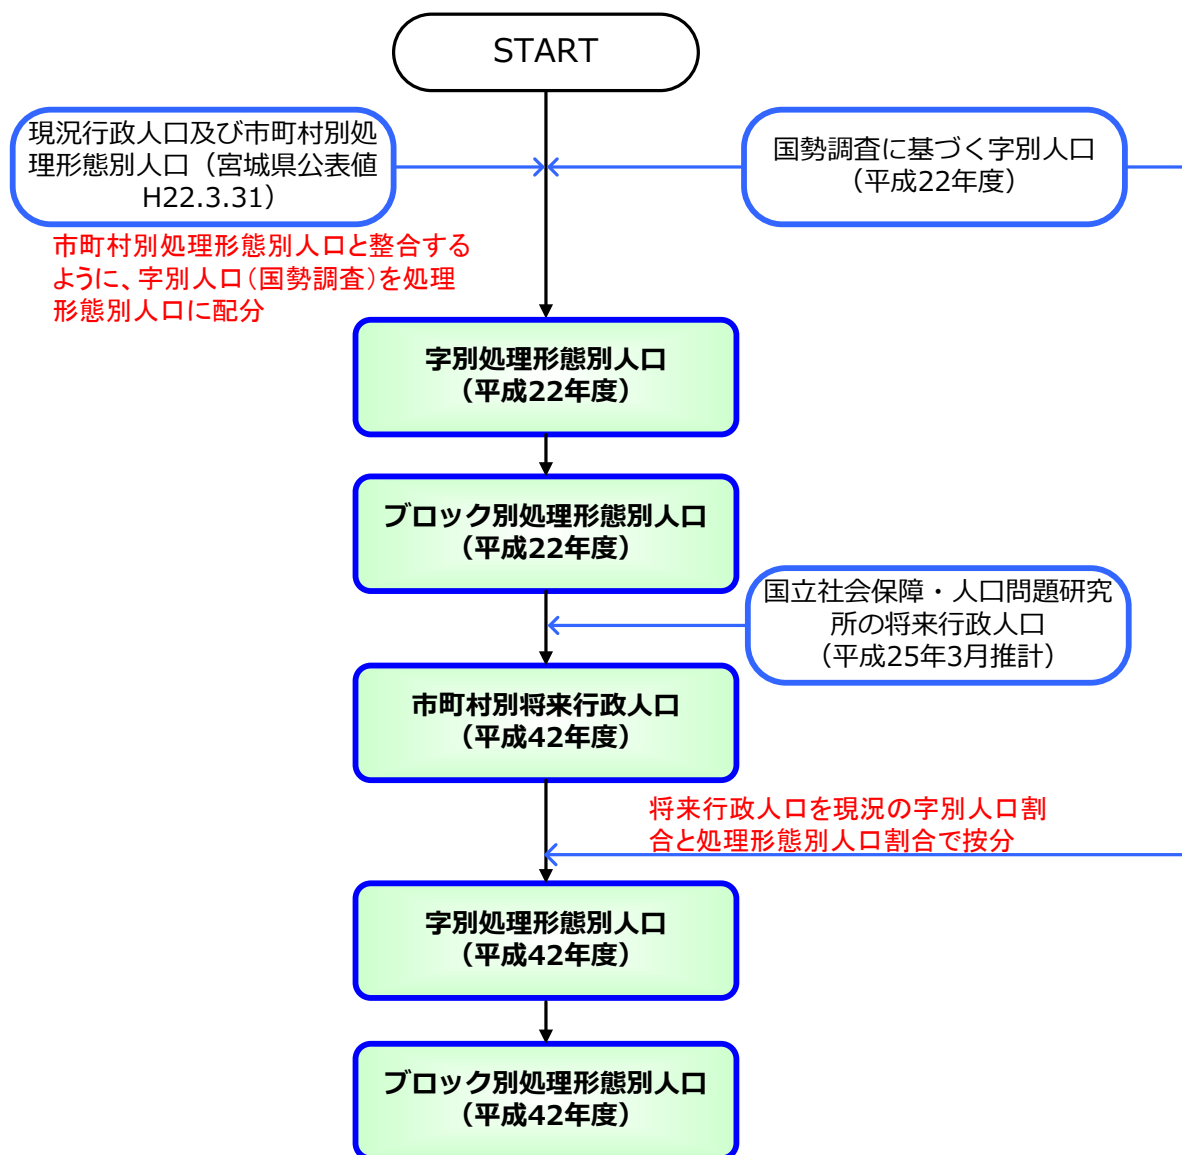 START
現況行政人口及び市町村別処
理形態別人口（宮城県公表値
H22.3.31）
国勢調査に基づく字別人口
（平成22年度）
市町村別処理形態別人口と整合する
ように、字別人口（国勢調査）を処理
形態別人口に配分
字別処理形態別人口
（平成22年度）
ブロック別処理形態別人口
（平成22年度）
国立社会保障・人口問題研究
所の将来行政人口
（平成25年3月推計）
市町村別将来行政人口
（平成42年度）
将来行政人口を現況の字別人口割
合と処理形態別人口割合で按分
字別処理形態別人口
（平成42年度）
ブロック別処理形態別人口
（平成42年度）